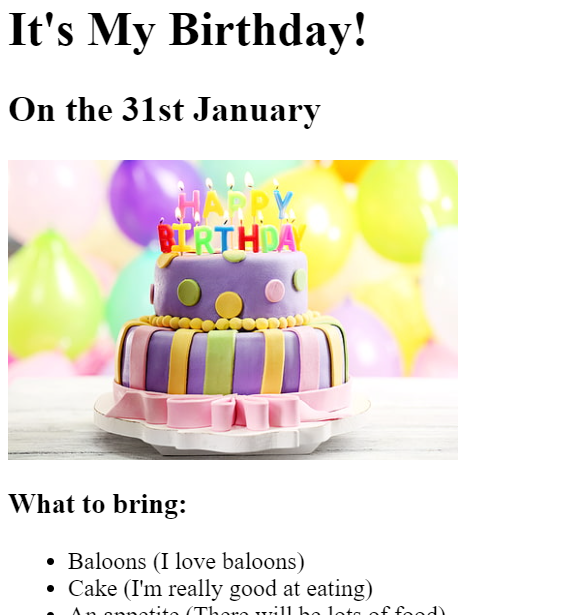 It's My Birthday!
On the 31st January
HAPPY
BIRTHDAY
What to bring:
Baloons (I love baloons)
Cake (I'm really good at eating)
An appetite (There will be lots of food)